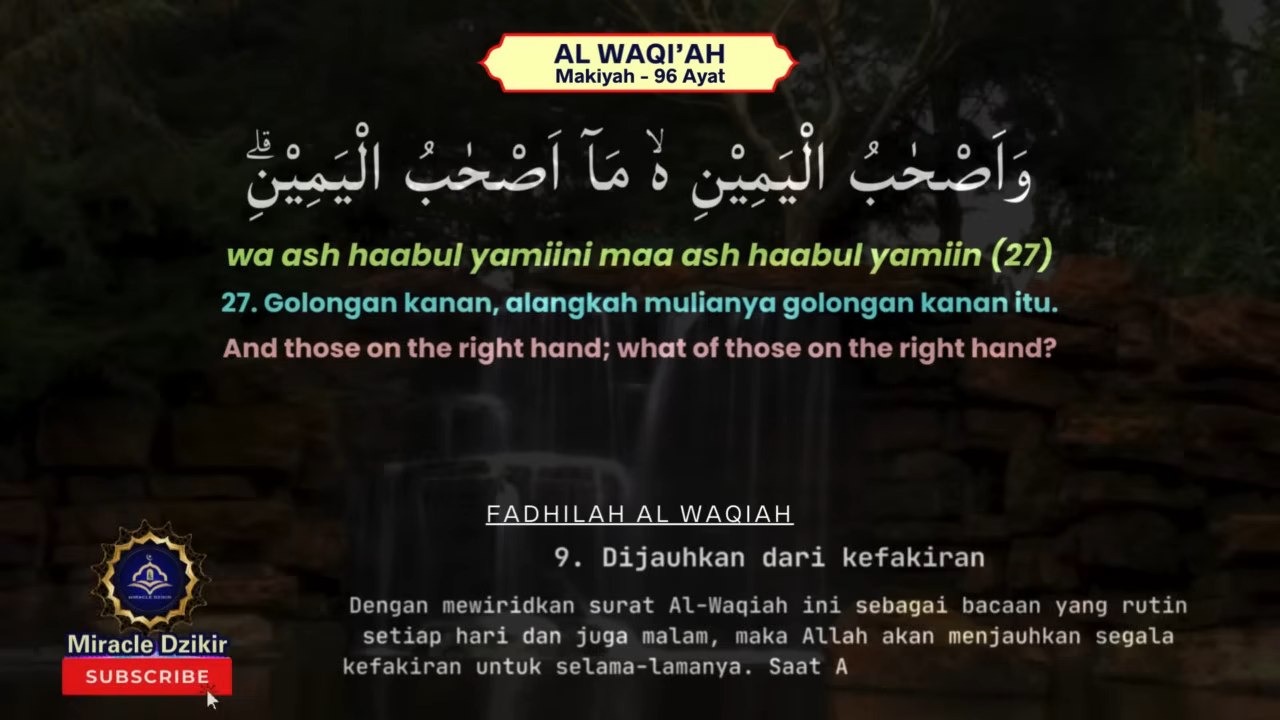 AL WAQI'AH
Makiyah - 96 Ayat
وَاَصْحٰبُ الْيَمِيْنِ ەۙ مَآ اَصْحٰبُ الْيَمِيْنِۗ
wa ash haabul yamiini maa ash haabul yamiin (27)
27. Golongan kanan, alangkah mulianya golongan kanan itu.
And those on the right hand; what of those on the right hand?
FADHILAH AL WAQIAH
9. Dijauhkan dari kefakiran
Dengan mewiridkan surat Al-Waqiah ini sebagai bacaan yang rutin
setiap hari dan juga malam, maka Allah akan menjauhkan segala
kefakiran untuk selama-lamanya. Saat A
MIRACLE DZIKIR
Miracle Dzikir
SUBSCRIBE